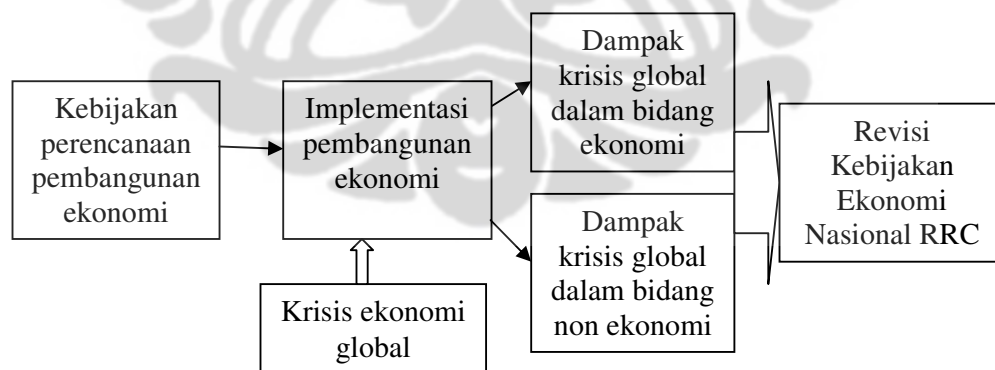 Kebijakan
perencanaan
pembangunan
ekonomi
Implementasi
pembangunan
ekonomi
Krisis ekonomi
global
Dampak
krisis global
dalam bidang
ekonomi
Dampak
krisis global
dalam bidang
non ekonomi
Revisi
Kebijakan
Ekonomi
Nasional RRC